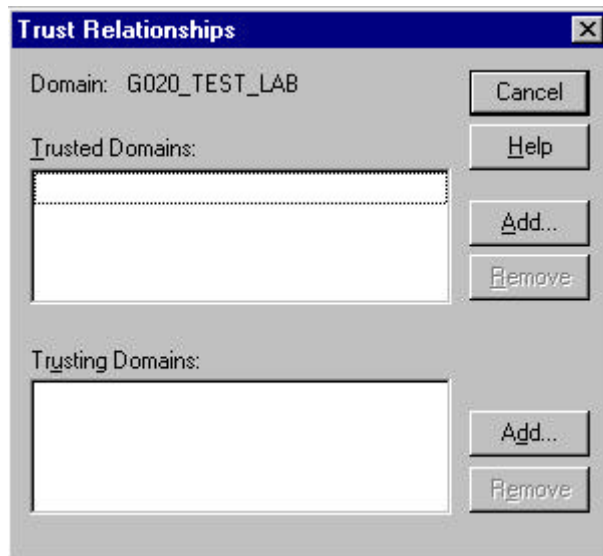 Trust Relationships
Domain: G020_TEST_LAB
Cancel
Help
Trusted Domains:
Add...
Remove
Trusting Domains:
Add...
Remove